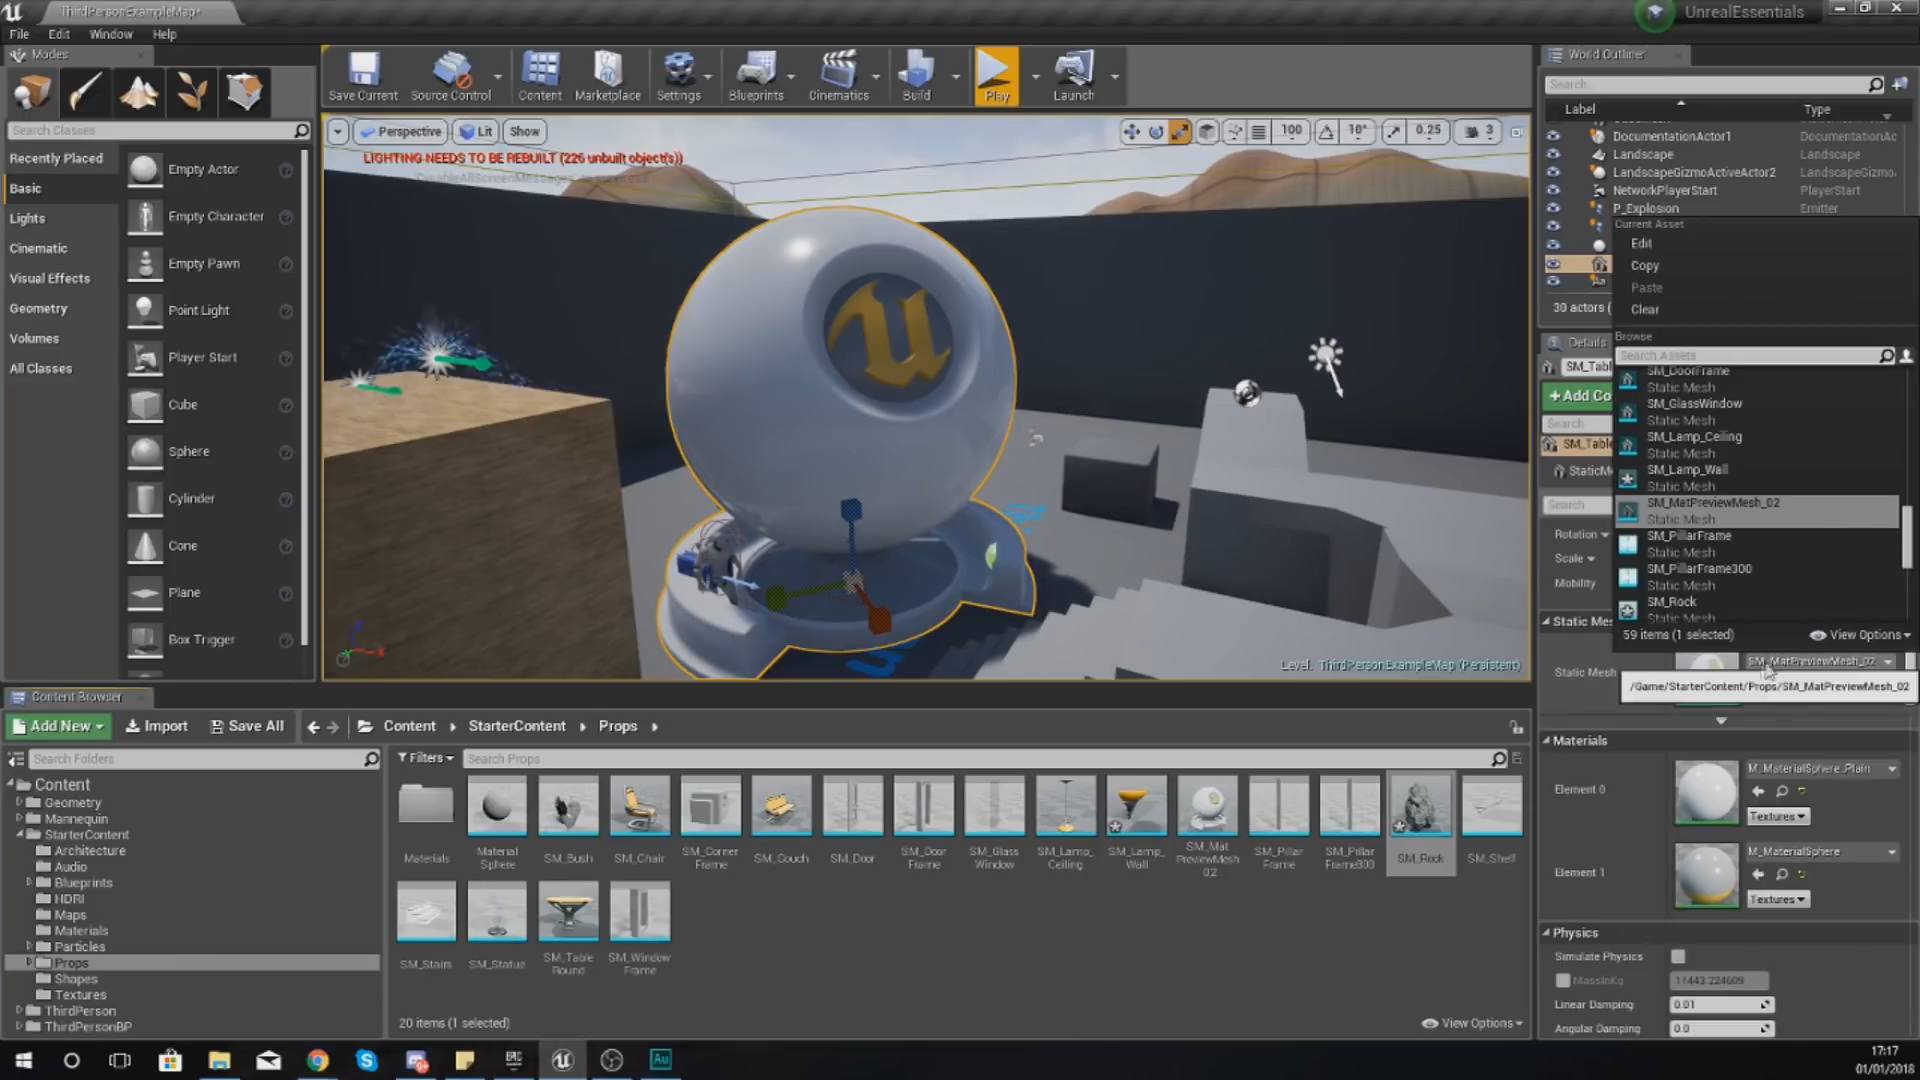 ThirdPersonExampleMap*
UnrealEssentials
File Edit Window Help
Modes
Search Classes
Recently Placed
Basic
Lights
Cinematic
Visual Effects
Geometry
Volumes
All Classes
Empty Actor
Empty Character
Empty Pawn
Point Light
Player Start
Cube
Sphere
Cylinder
Cone
Plane
Box Trigger
Save Current
Source Control
Content
Marketplace
Settings
Blueprints
Cinematics
Build
Play
Launch
Perspective
Lit
Show
100
10°
0.25
3
LIGHTING NEEDS TO BE REBUILT (226 unbuilt object(s))
Level: ThirdPersonExampleMap (Persistent)
World Outliner
Search...
Label Type
DocumentationActor1 DocumentationAc
Landscape Landscape
LandscapeGizmoActiveActor2 LandscapeGizmo
NetworkPlayerStart PlayerStart
P_Explosion Emitter
30 actors (
Current Asset
Edit
Copy
Paste
Clear
Browse
Search Assets
SM_DoorFrame
Static Mesh
SM_GlassWindow
Static Mesh
SM_Lamp_Ceiling
Static Mesh
SM_Lamp_Wall
Static Mesh
SM_MatPreviewMesh_02
Static Mesh
SM_PillarFrame
Static Mesh
SM_PillarFrame300
Static Mesh
SM_Rock
Static Mesh
59 items (1 selected)
View Options
Details
SM_Tabl
+Add Co
Search
SM_Table
StaticMe
Search
Rotation
Scale
Mobility
Static Mes
Static Mesh
SM_MatPreviewMesh_02
/Game/StarterContent/Props/SM_MatPreviewMesh_02
Materials
Element 0
M_MaterialSphere_Plain
Textures
Element 1
M_MaterialSphere
Textures
Physics
Simulate Physics
MassInKg 11443.224609
Linear Damping 0.01
Angular Damping 0.0
Content Browser
Add New
Import
Save All
Content
StarterContent
Props
Search Folders
Filters
Search Props
Content
Geometry
Mannequin
StarterContent
Architecture
Audio
Blueprints
HDRI
Maps
Materials
Particles
Props
Shapes
Textures
ThirdPerson
ThirdPersonBP
Materials
Material Sphere
SM_Bush
SM_Chair
SM_Corner Frame
SM_Couch
SM_Door
SM_Door Frame
SM_Glass Window
SM_Lamp_ Ceiling
SM_Lamp_ Wall
SM_Mat PreviewMesh 02
SM_Pillar Frame
SM_Pillar Frame300
SM_Rock
SM_Shelf
SM_Stairs
SM_Statue
SM_Table Round
SM_Window Frame
20 items (1 selected)
View Options
EPIC
Au
17:17
01/01/2018